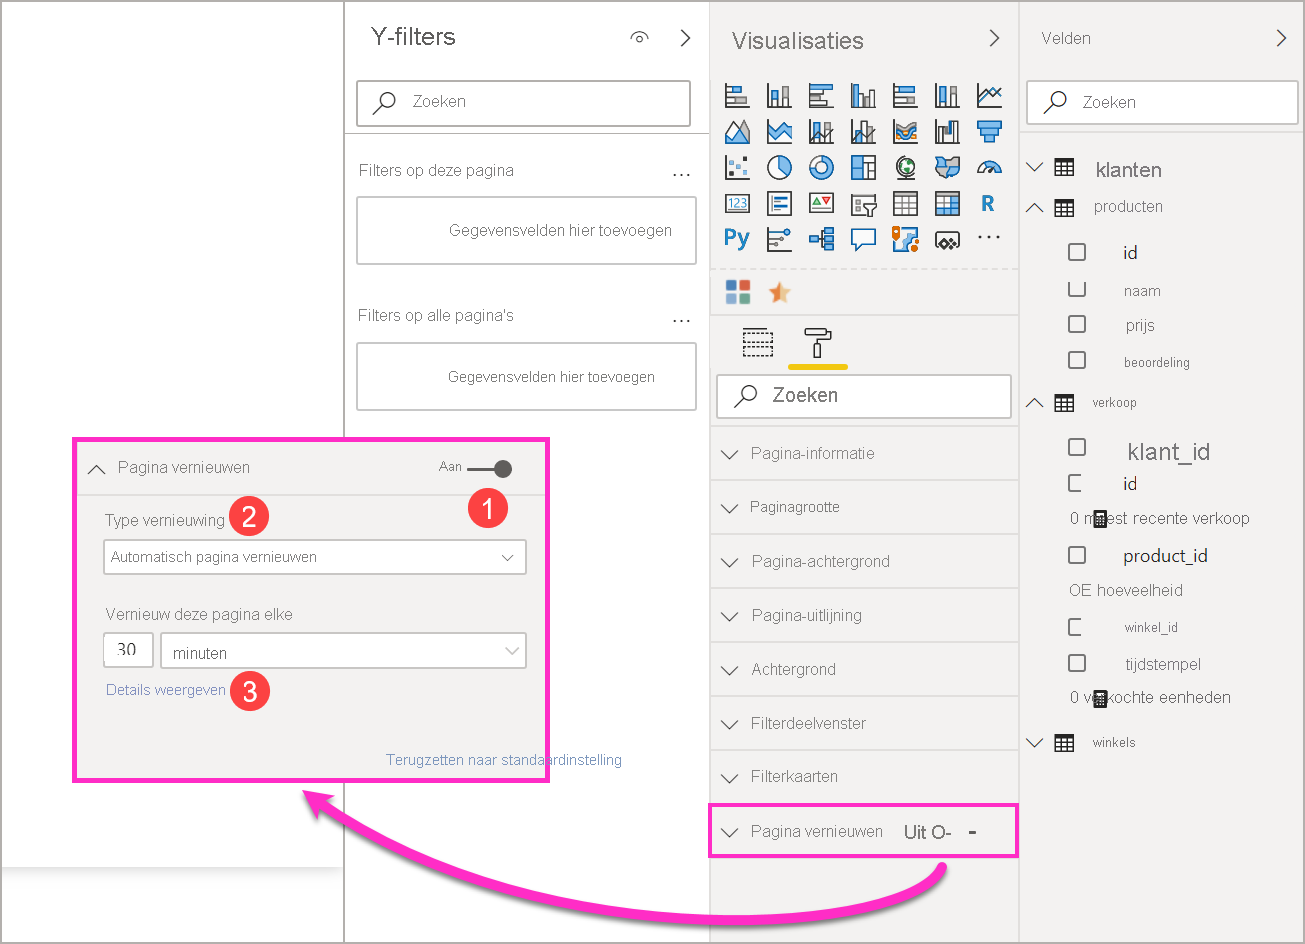 Y-filters
Zoeken
Filters op deze pagina
...
Gegevensvelden hier toevoegen
Filters op alle pagina's
...
Gegevensvelden hier toevoegen
Pagina vernieuwen
Aan
1
Type vernieuwing
2
Automatisch pagina vernieuwen
Vernieuw deze pagina elke
30
minuten
Details weergeven
3
Terugzetten naar standaardinstelling
Visualisaties
123
R
Py
...
Zoeken
Pagina-informatie
Paginagrootte
Pagina-achtergrond
Pagina-uitlijning
Achtergrond
Filterdeelvenster
Filterkaarten
Pagina vernieuwen
Uit O- -
Velden
Zoeken
klanten
producten
id
naam
prijs
beoordeling
verkoop
klant_id
id
0 meest recente verkoop
product_id
OE hoeveelheid
winkel_id
tijdstempel
0 verkochte eenheden
winkels